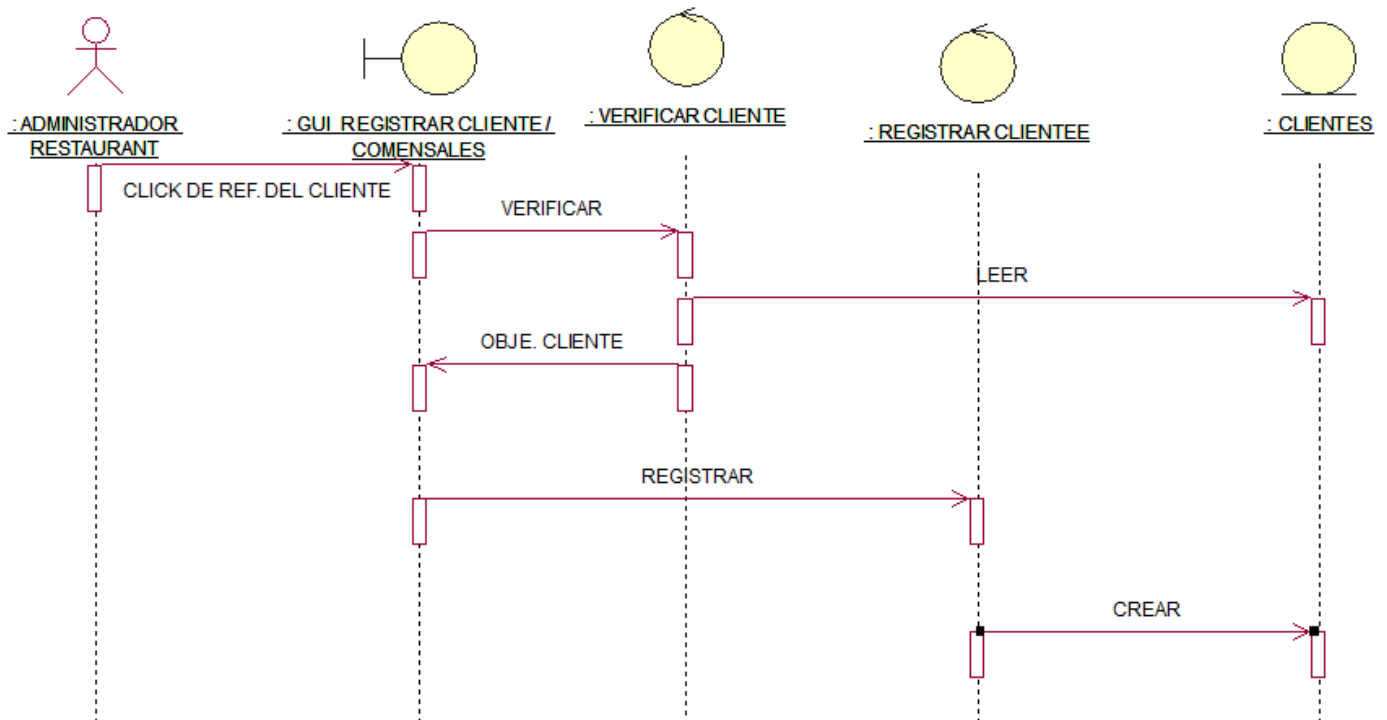 : ADMINISTRADOR
RESTAURANT
: GUI REGISTRAR CLIENTE /
COMENSALES
: VERIFICAR CLIENTE
: REGISTRAR CLIENTEE
: CLIENTES
CLICK DE REF. DEL CLIENTE
VERIFICAR
LEER
OBJE. CLIENTE
REGISTRAR
CREAR